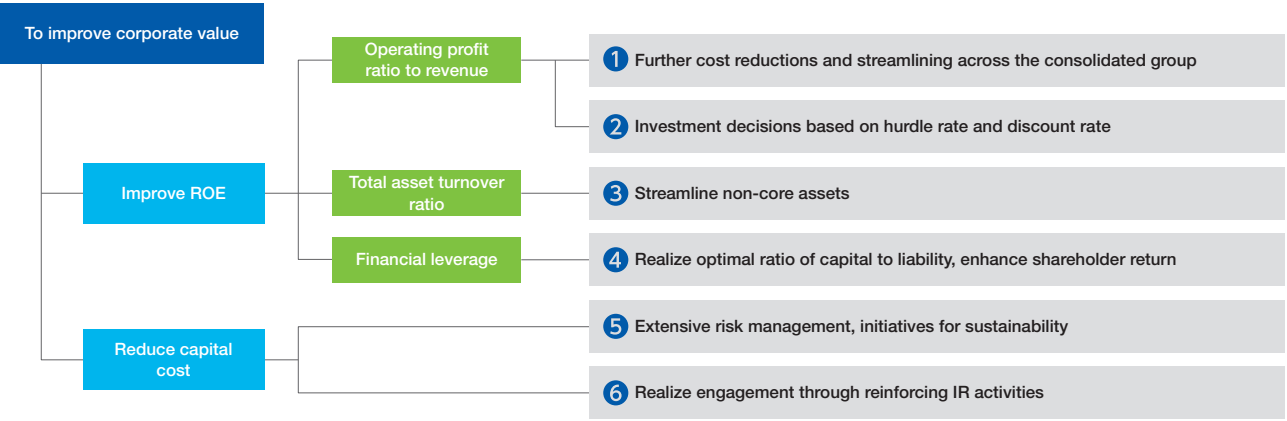 To improve corporate value
Operating profit
ratio to revenue
1 Further cost reductions and streamlining across the consolidated group
2 Investment decisions based on hurdle rate and discount rate
Improve ROE
Total asset turnover
ratio
3 Streamline non-core assets
Financial leverage
4 Realize optimal ratio of capital to liability, enhance shareholder return
Reduce capital
cost
5 Extensive risk management, initiatives for sustainability
6 Realize engagement through reinforcing IR activities